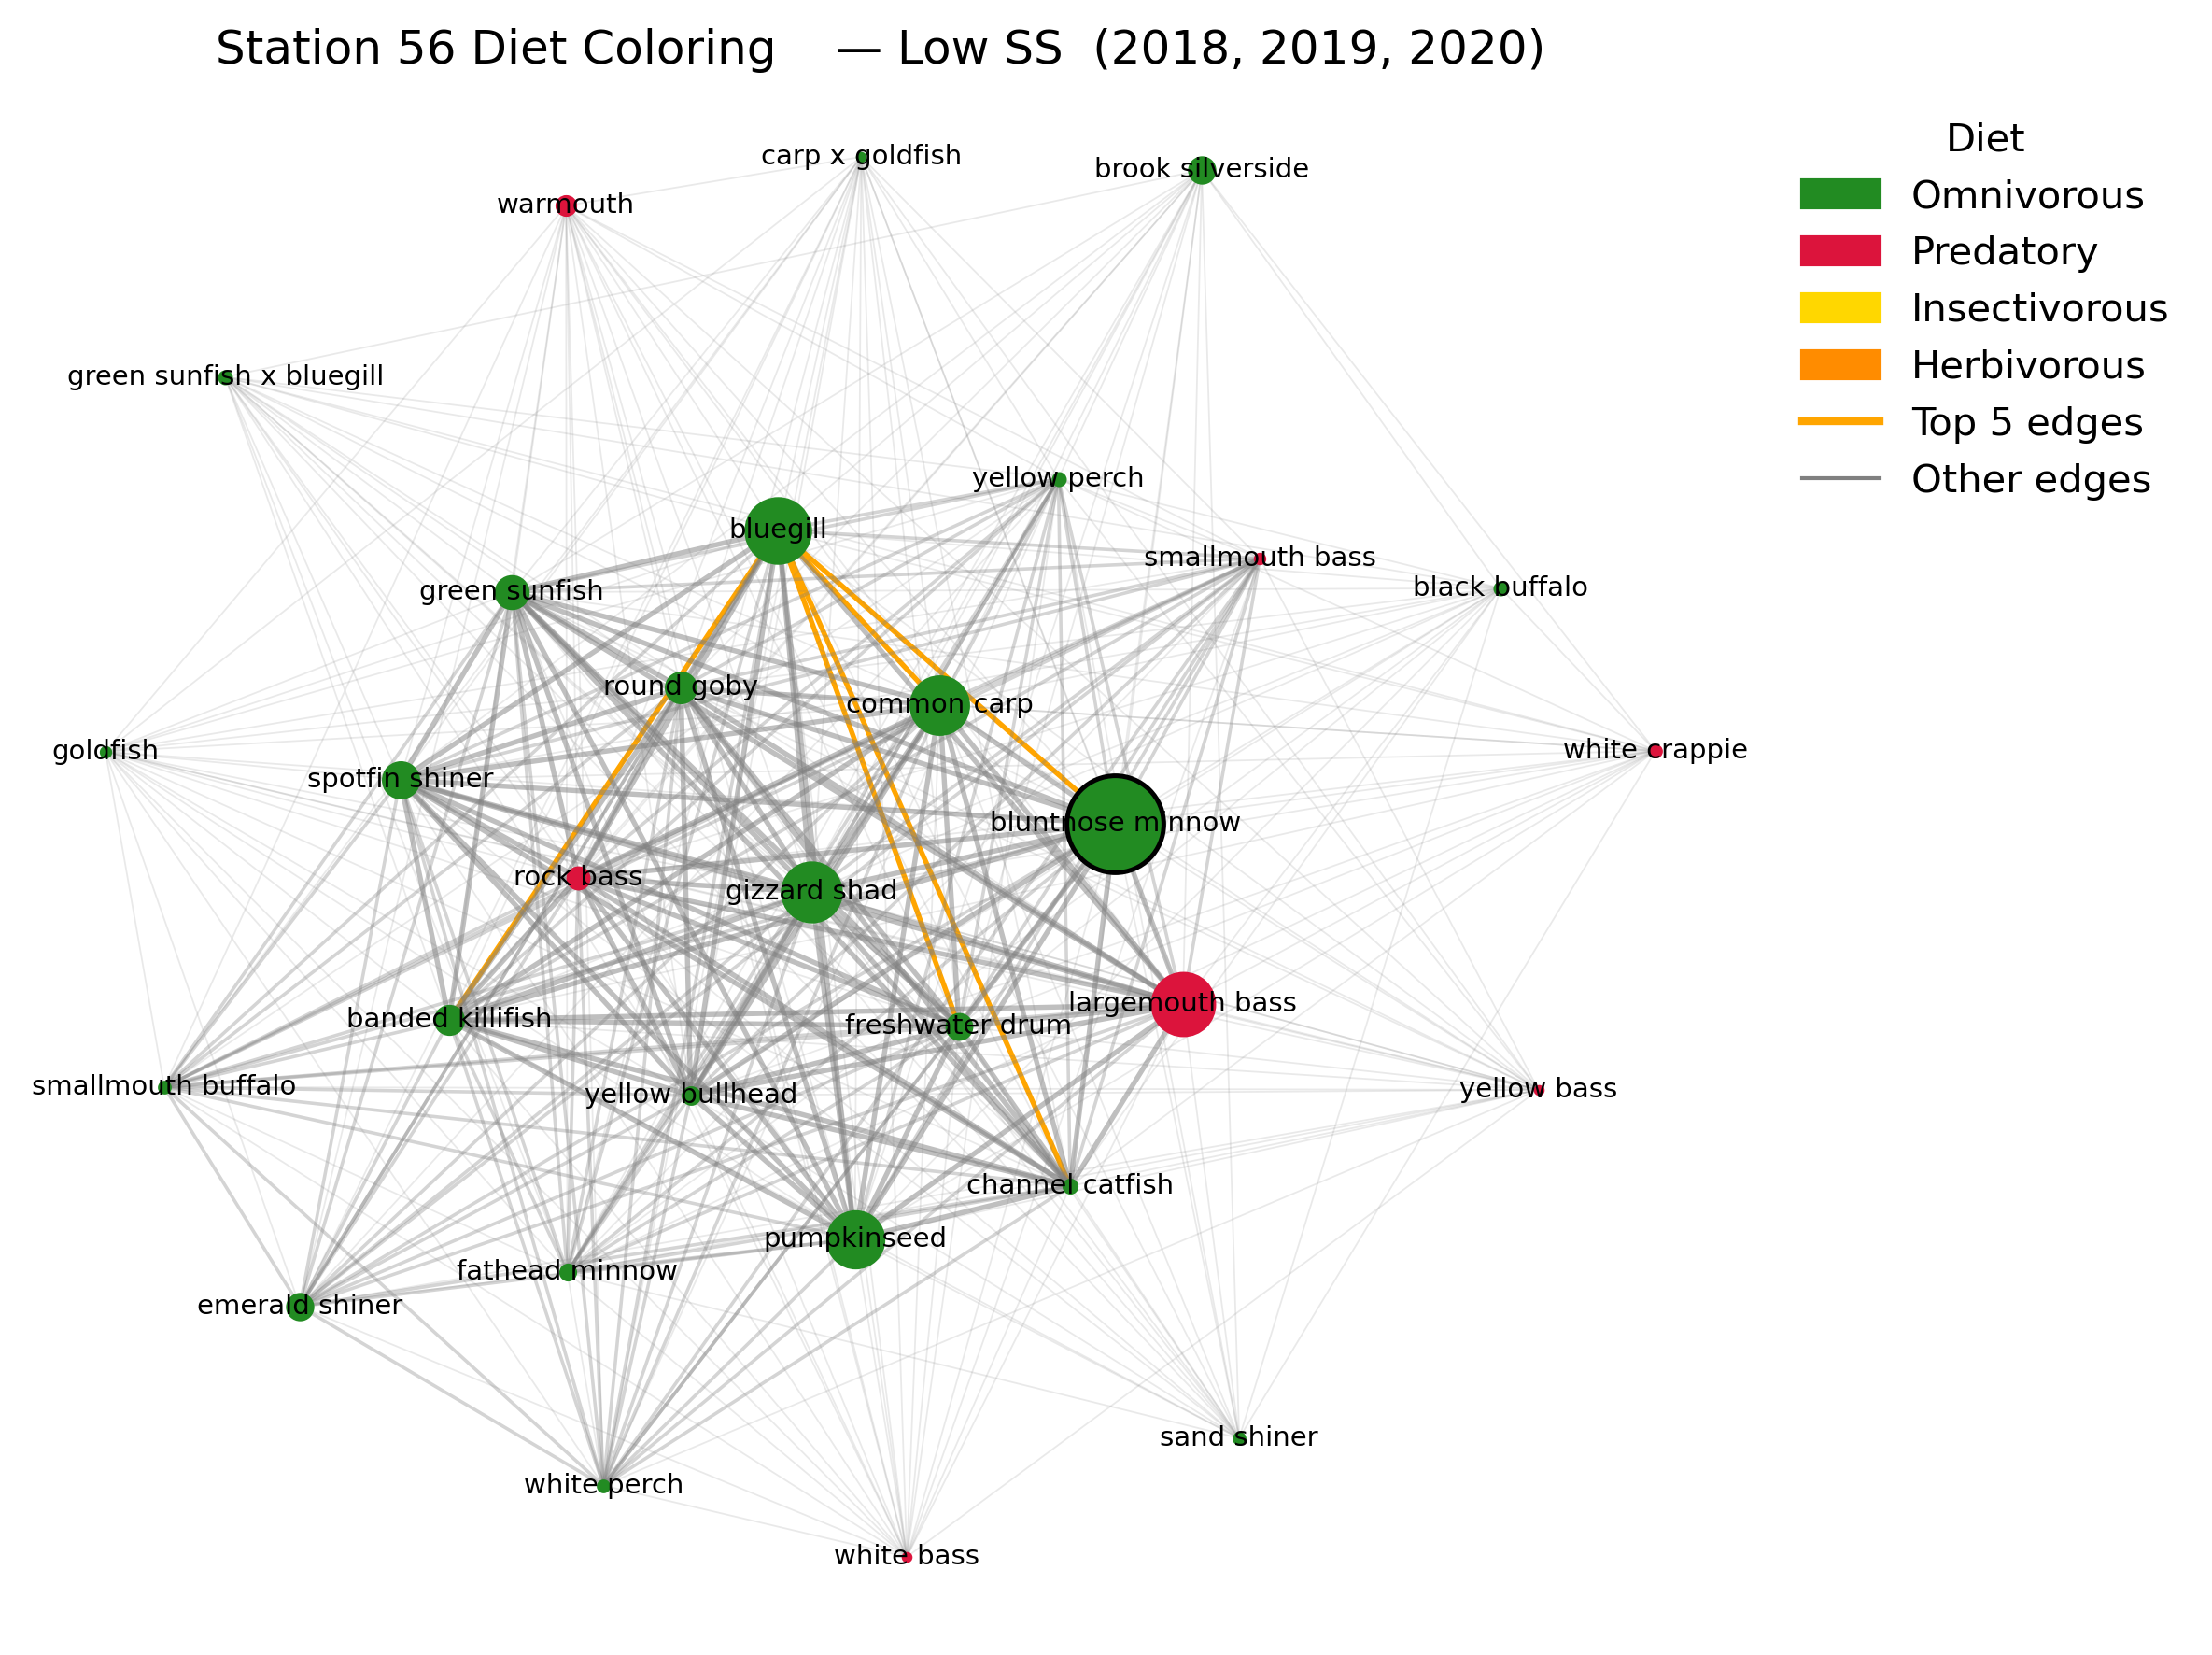 Station 56 Diet Coloring — Low SS (2018, 2019, 2020)
Diet
Omnivorous
Predatory
Insectivorous
Herbivorous
Top 5 edges
Other edges
carp x goldfish
brook silverside
warmouth
green sunfish x bluegill
yellow perch
bluegill
smallmouth bass
black buffalo
green sunfish
round goby
common carp
goldfish
white crappie
spotfin shiner
bluntnose minnow
rock bass
gizzard shad
largemouth bass
banded killifish
freshwater drum
smallmouth buffalo
yellow bass
yellow bullhead
channel catfish
pumpkinseed
fathead minnow
emerald shiner
sand shiner
white perch
white bass